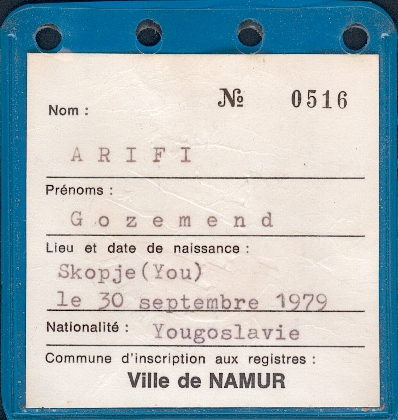 № 0516
Nom :
ARIFI
Prénoms :
Gozemend
Lieu et date de naissance :
Skopje(You)
le 30 septembre 1979
Nationalité : Yougoslavie
Commune d'inscription aux registres :
Ville de NAMUR